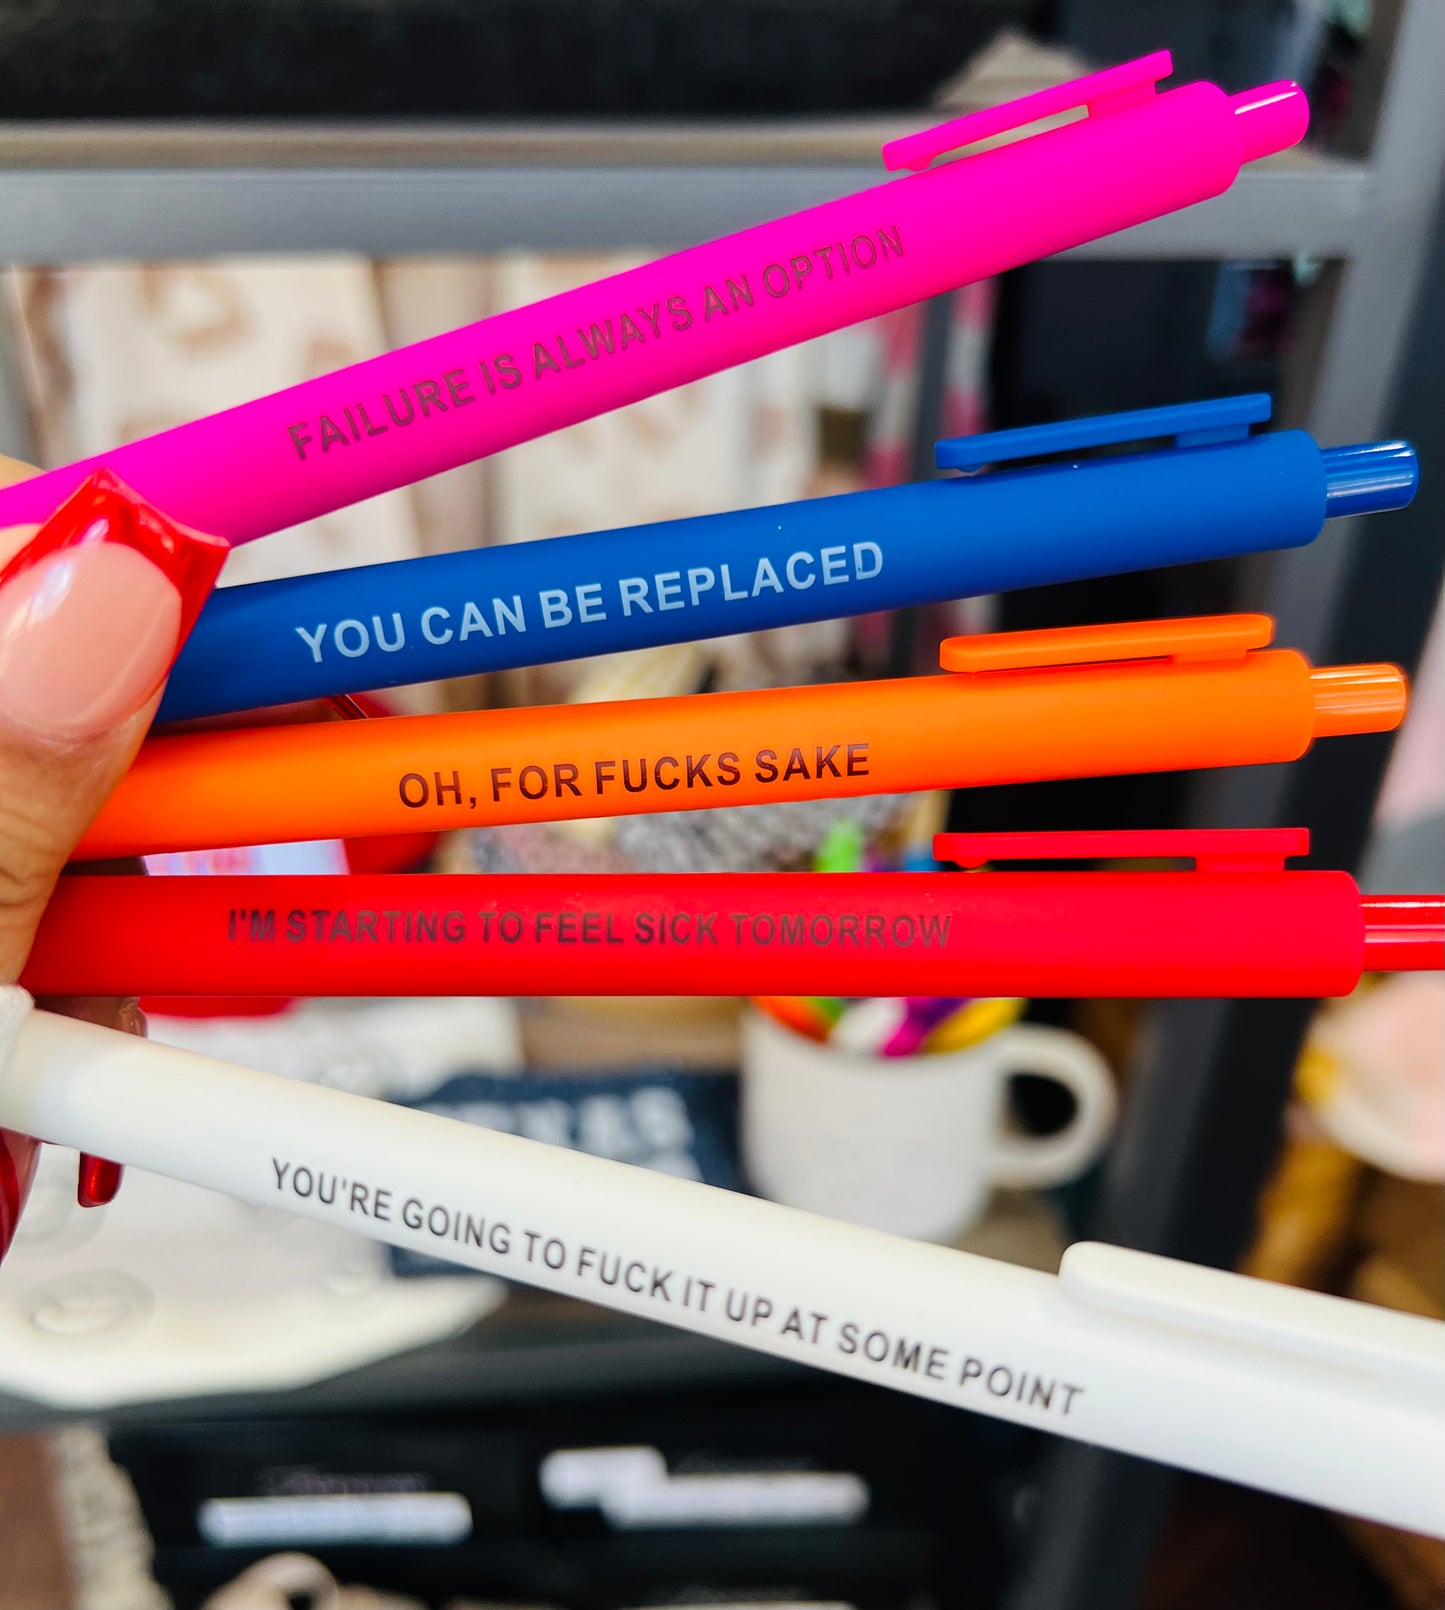 FAILURE IS ALWAYS AN OPTION
YOU CAN BE REPLACED
OH, FOR FUCKS SAKE
I'M STARTING TO FEEL SICK TOMORROW
YOU'RE GOING TO FUCK IT UP AT SOME POINT